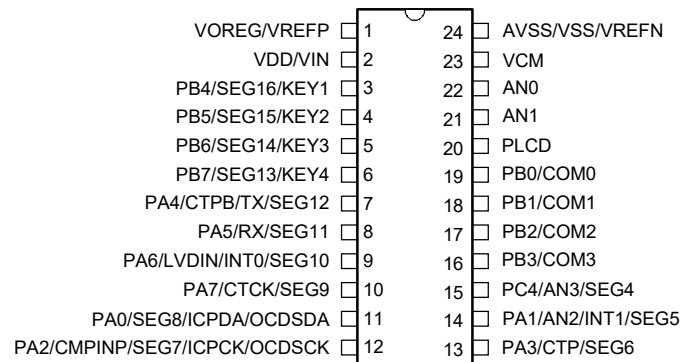 VOREG/VREFP 1 24 AVSS/VSS/VREFN
VDD/VIN 2 23 VCM
PB4/SEG16/KEY1 3 22 AN0
PB5/SEG15/KEY2 4 21 AN1
PB6/SEG14/KEY3 5 20 PLCD
PB7/SEG13/KEY4 6 19 PB0/COM0
PA4/CTPB/TX/SEG12 7 18 PB1/COM1
PA5/RX/SEG11 8 17 PB2/COM2
PA6/LVDIN/INT0/SEG10 9 16 PB3/COM3
PA7/CTCK/SEG9 10 15 PC4/AN3/SEG4
PA0/SEG8/ICPDA/OCDSDA 11 14 PA1/AN2/INT1/SEG5
PA2/CMPINP/SEG7/ICPCK/OCDSCK 12 13 PA3/CTP/SEG6